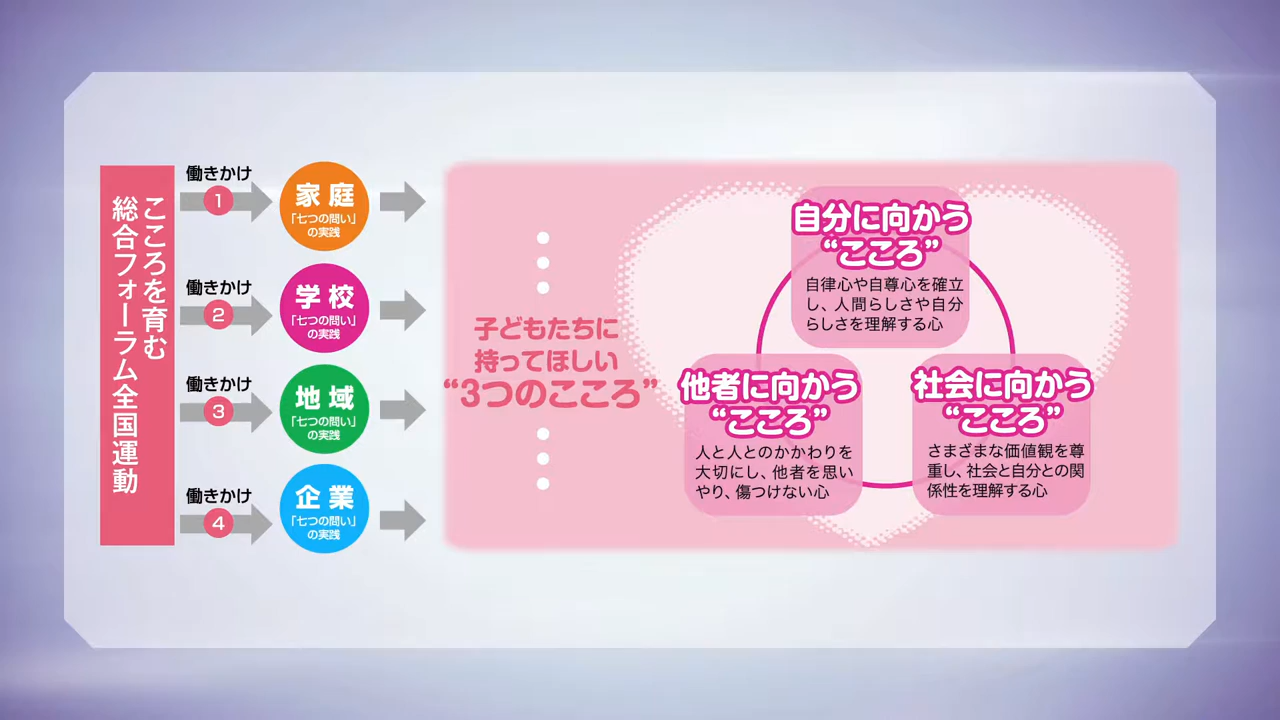 こころを育む
総合フォーラム全国運動
働きかけ
1
家庭
「七つの問い」
の実践
働きかけ
2
学校
「七つの問い」
の実践
働きかけ
3
地域
「七つの問い」
の実践
働きかけ
4
企業
「七つの問い」
の実践
子どもたちに
持ってほしい
“3つのこころ”
自分に向かう
“こころ”
自律心や自尊心を確立
し、人間らしさや自分
らしさを理解する心
他者に向かう
“こころ”
人と人とのかかわりを
大切にし、他者を思い
やり、傷つけない心
社会に向かう
“こころ”
さまざまな価値観を尊
重し、社会と自分との関
係性を理解する心